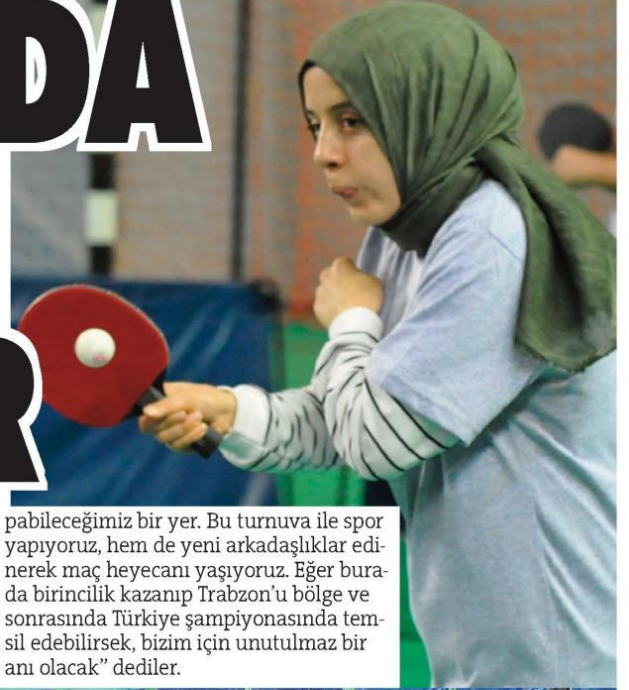 DA
R
pabileceğimiz bir yer. Bu turnuva ile spor
yapıyoruz, hem de yeni arkadaşlıklar edi-
nerek maç heyecanı yaşıyoruz. Eğer bura-
da birincilik kazanıp Trabzon'u bölge ve
sonrasında Türkiye şampiyonasında tem-
sil edebilirsek, bizim için unutulmaz bir
anı olacak” dediler.